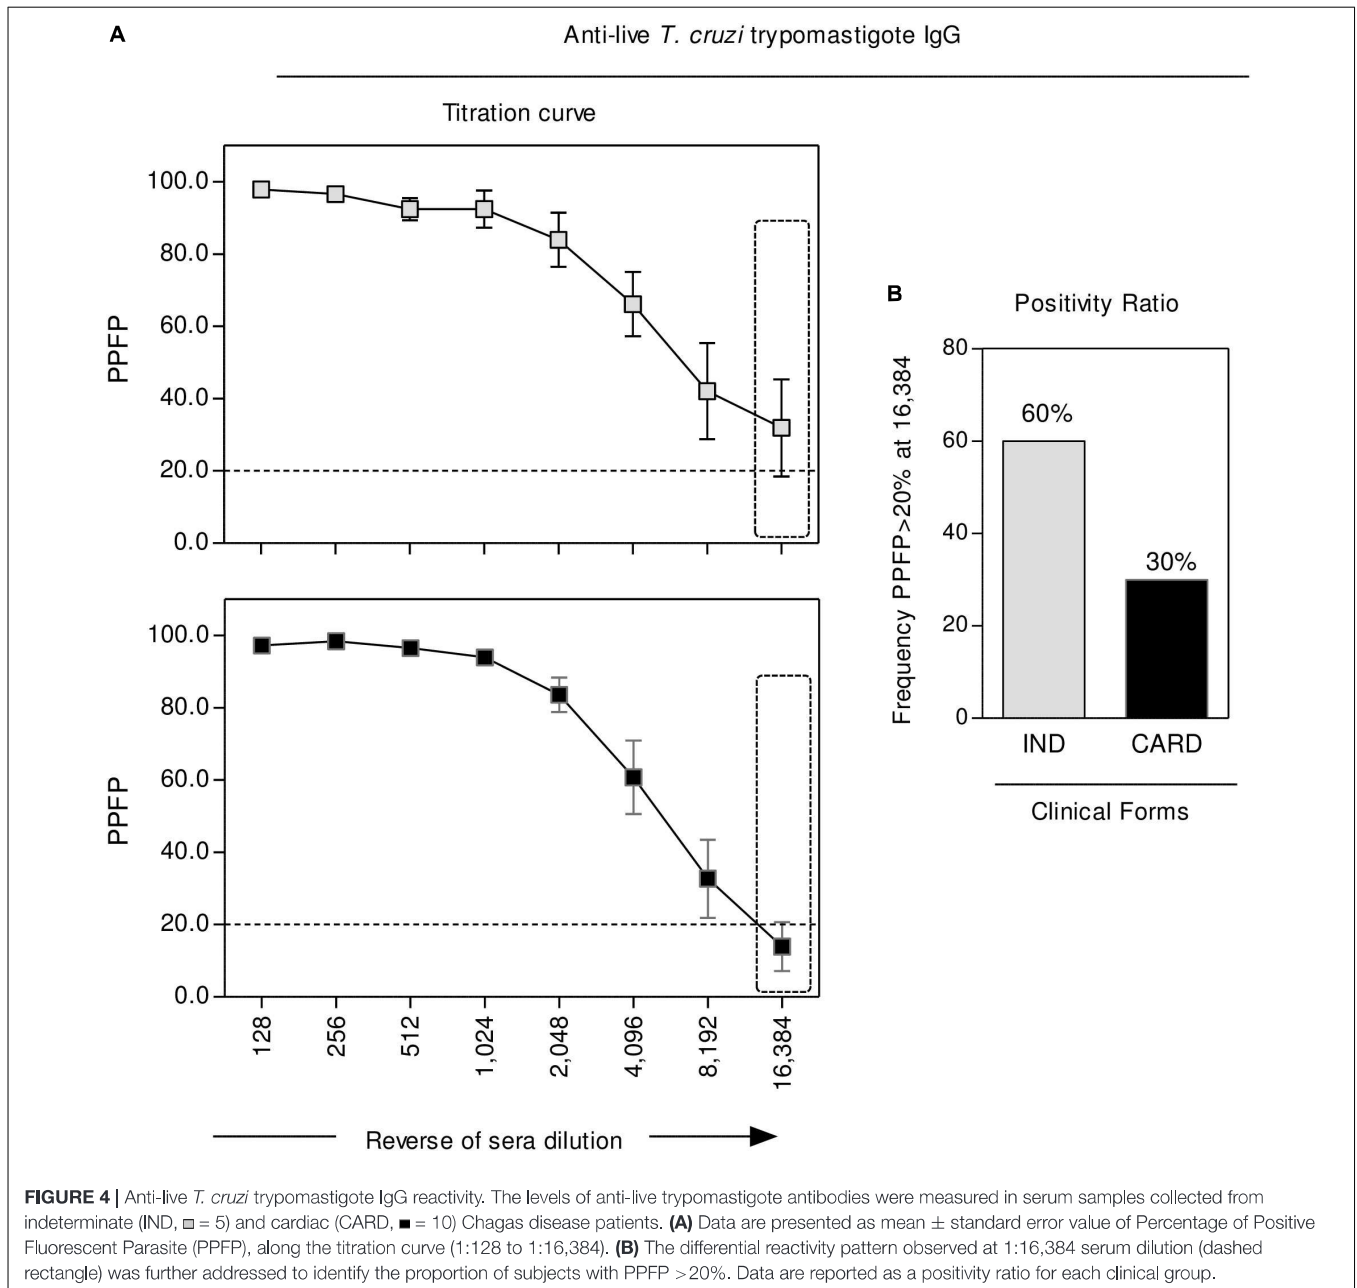 A
Anti-live T. cruzi trypomastigote IgG
Titration curve
100.0
80.0
60.0
40.0
20.0
0.0
PPFP
100.0
80.0
60.0
40.0
20.0
0.0
PPFP
128
256
512
1,024
2,048
4,096
8,192
16,384
Reverse of sera dilution
B
Positivity Ratio
Frequency PPFP>20% at 16,384
80
60
40
20
0
60%
30%
IND
CARD
Clinical Forms
FIGURE 4 | Anti-live T. cruzi trypomastigote IgG reactivity. The levels of anti-live trypomastigote antibodies were measured in serum samples collected from
indeterminate (IND, ◻ = 5) and cardiac (CARD, ■ = 10) Chagas disease patients. (A) Data are presented as mean ± standard error value of Percentage of Positive
Fluorescent Parasite (PPFP), along the titration curve (1:128 to 1:16,384). (B) The differential reactivity pattern observed at 1:16,384 serum dilution (dashed
rectangle) was further addressed to identify the proportion of subjects with PPFP >20%. Data are reported as a positivity ratio for each clinical group.